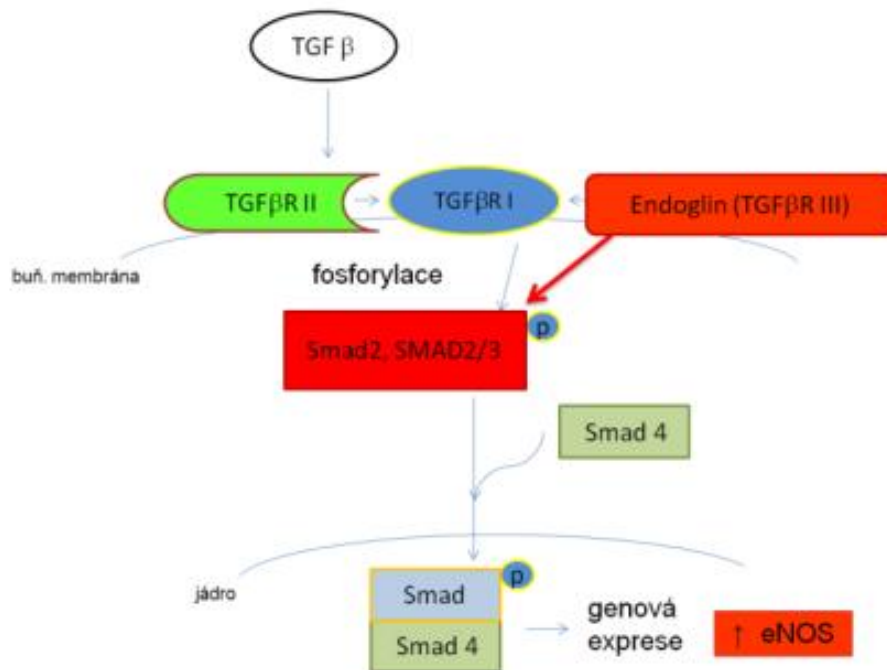 TGF β
TGFβR II
TGFβR I
Endoglin (TGFβR III)
buň. membrána
fosforylace
p
Smad2, SMAD2/3
Smad 4
jádro
p
Smad
Smad 4
genová
exprese
↑ eNOS